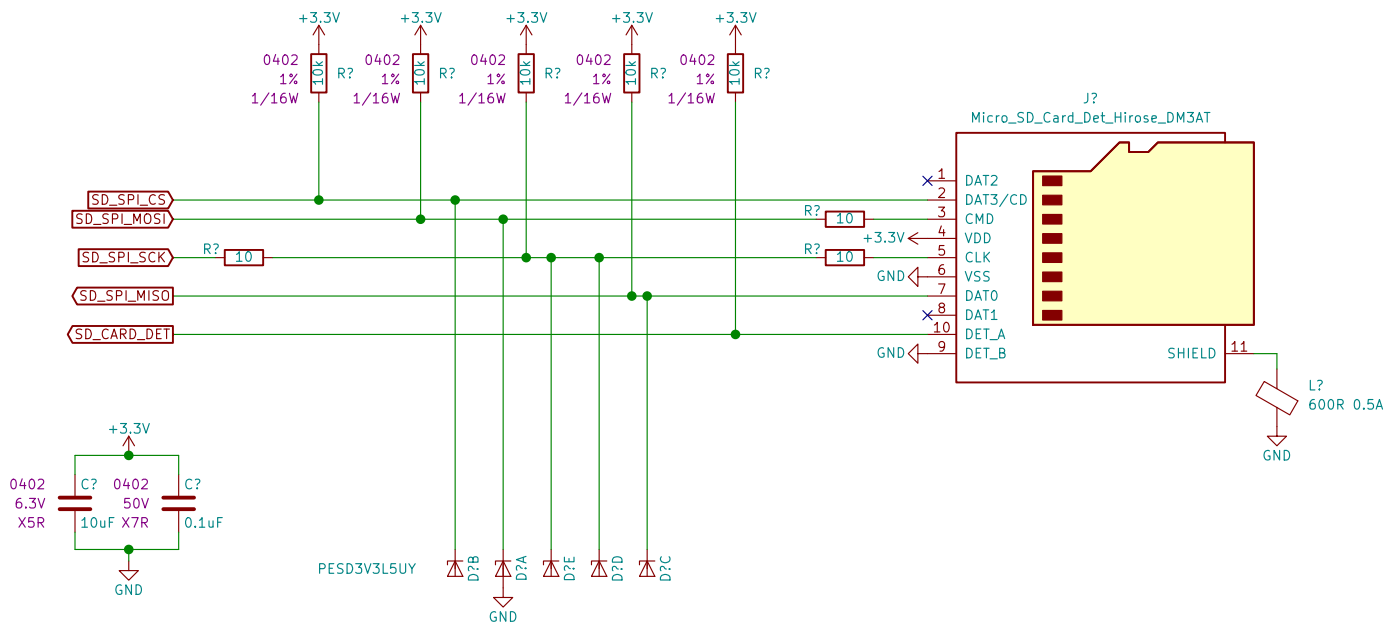 +3.3V +3.3V +3.3V +3.3V +3.3V
0402 1% 1/16W 10k R?
0402 1% 1/16W 10k R?
0402 1% 1/16W 10k R?
0402 1% 1/16W 10k R?
0402 1% 1/16W 10k R?
J?
Micro_SD_Card_Det_Hirose_DM3AT
1 DAT2
SD_SPI_CS
2 DAT3/CD
SD_SPI_MOSI
R? 10
3 CMD
+3.3V 4 VDD
SD_SPI_SCK
R? 10
R? 10
5 CLK
GND 6 VSS
SD_SPI_MISO
7 DAT0
8 DAT1
SD_CARD_DET
10 DET_A
GND 9 DET_B
SHIELD 11
L?
600R 0.5A
GND
+3.3V
0402 6.3V X5R C? 10uF
0402 50V X7R C? 0.1uF
GND
PESD3V3L5UY
D?B D?A D?E D?D D?C
GND